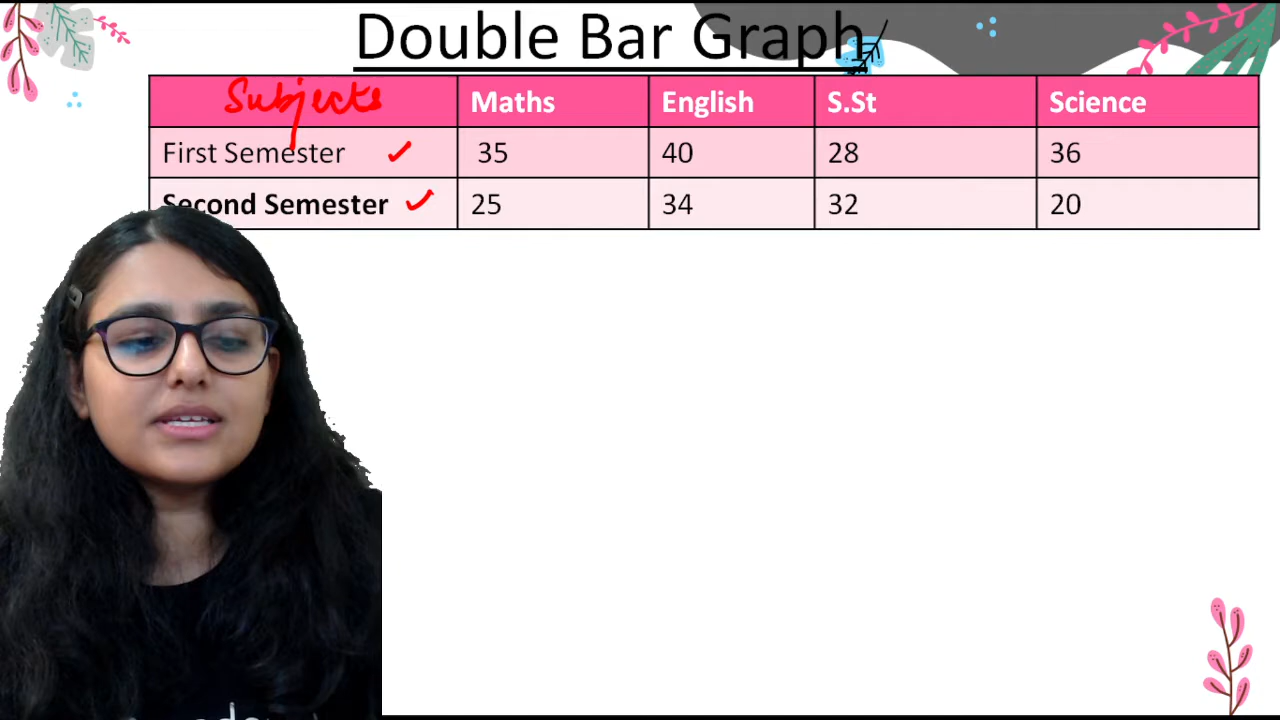 Double Bar Graph
Subjects Maths English S.St Science
First Semester 35 40 28 36
Second Semester 25 34 32 20